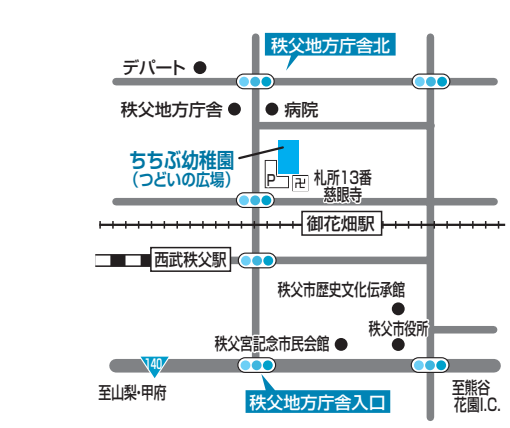 秩父地方庁舎北
デパート
秩父地方庁舎
病院
ちちぶ幼稚園
(つどいの広場)
P
卍
札所13番
慈眼寺
御花畑駅
西武秩父駅
秩父市歴史文化伝承館
秩父市役所
秩父宮記念市民会館
140
至山梨・甲府
秩父地方庁舎入口
至熊谷
花園I.C.